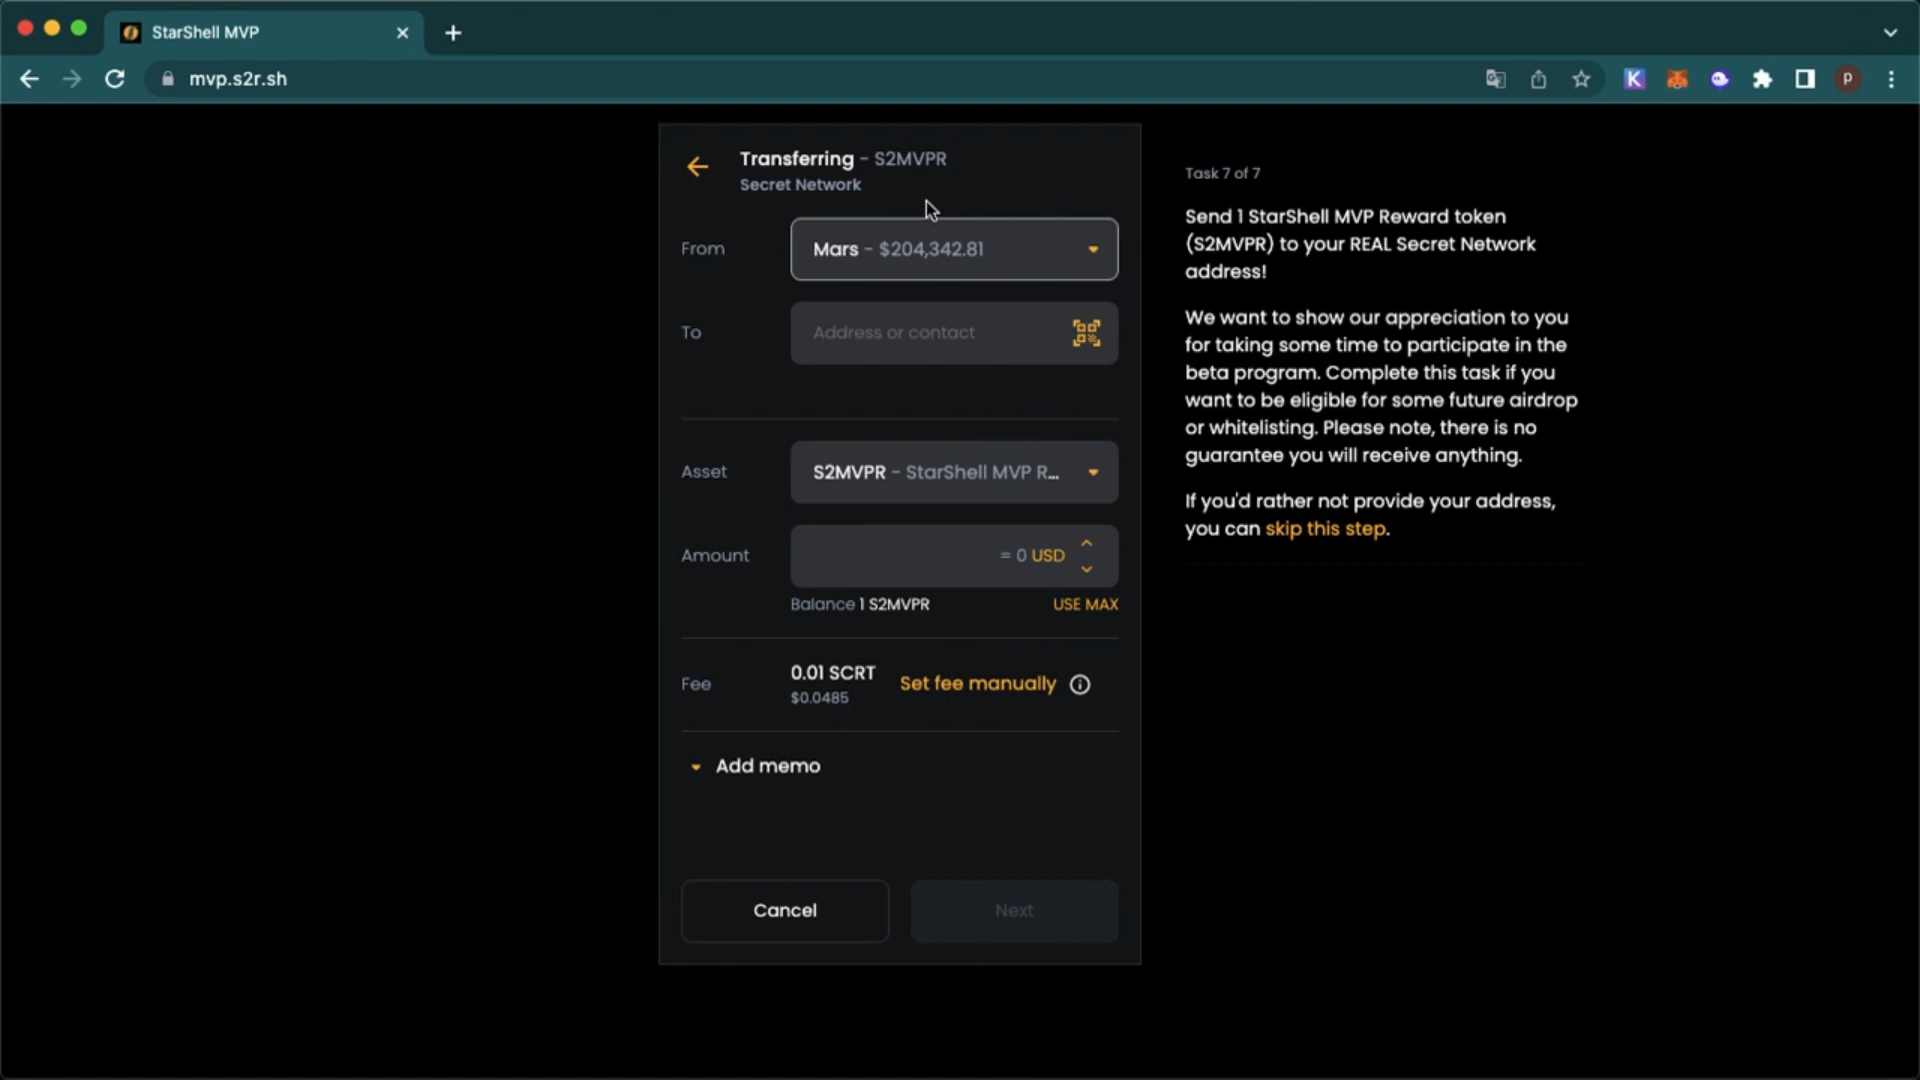 StarShell MVP
mvp.s2r.sh
K
P
Transferring - S2MVPR
Secret Network
From
Mars - $204,342.81
To
Address or contact
Asset
S2MVPR - StarShell MVP R...
Amount
= 0 USD
Balance 1 S2MVPR
USE MAX
Fee
0.01 SCRT
$0.0485
Set fee manually
Add memo
Cancel
Next
Task 7 of 7
Send 1 StarShell MVP Reward token
(S2MVPR) to your REAL Secret Network
address!
We want to show our appreciation to you
for taking some time to participate in the
beta program. Complete this task if you
want to be eligible for some future airdrop
or whitelisting. Please note, there is no
guarantee you will receive anything.
If you'd rather not provide your address,
you can skip this step.